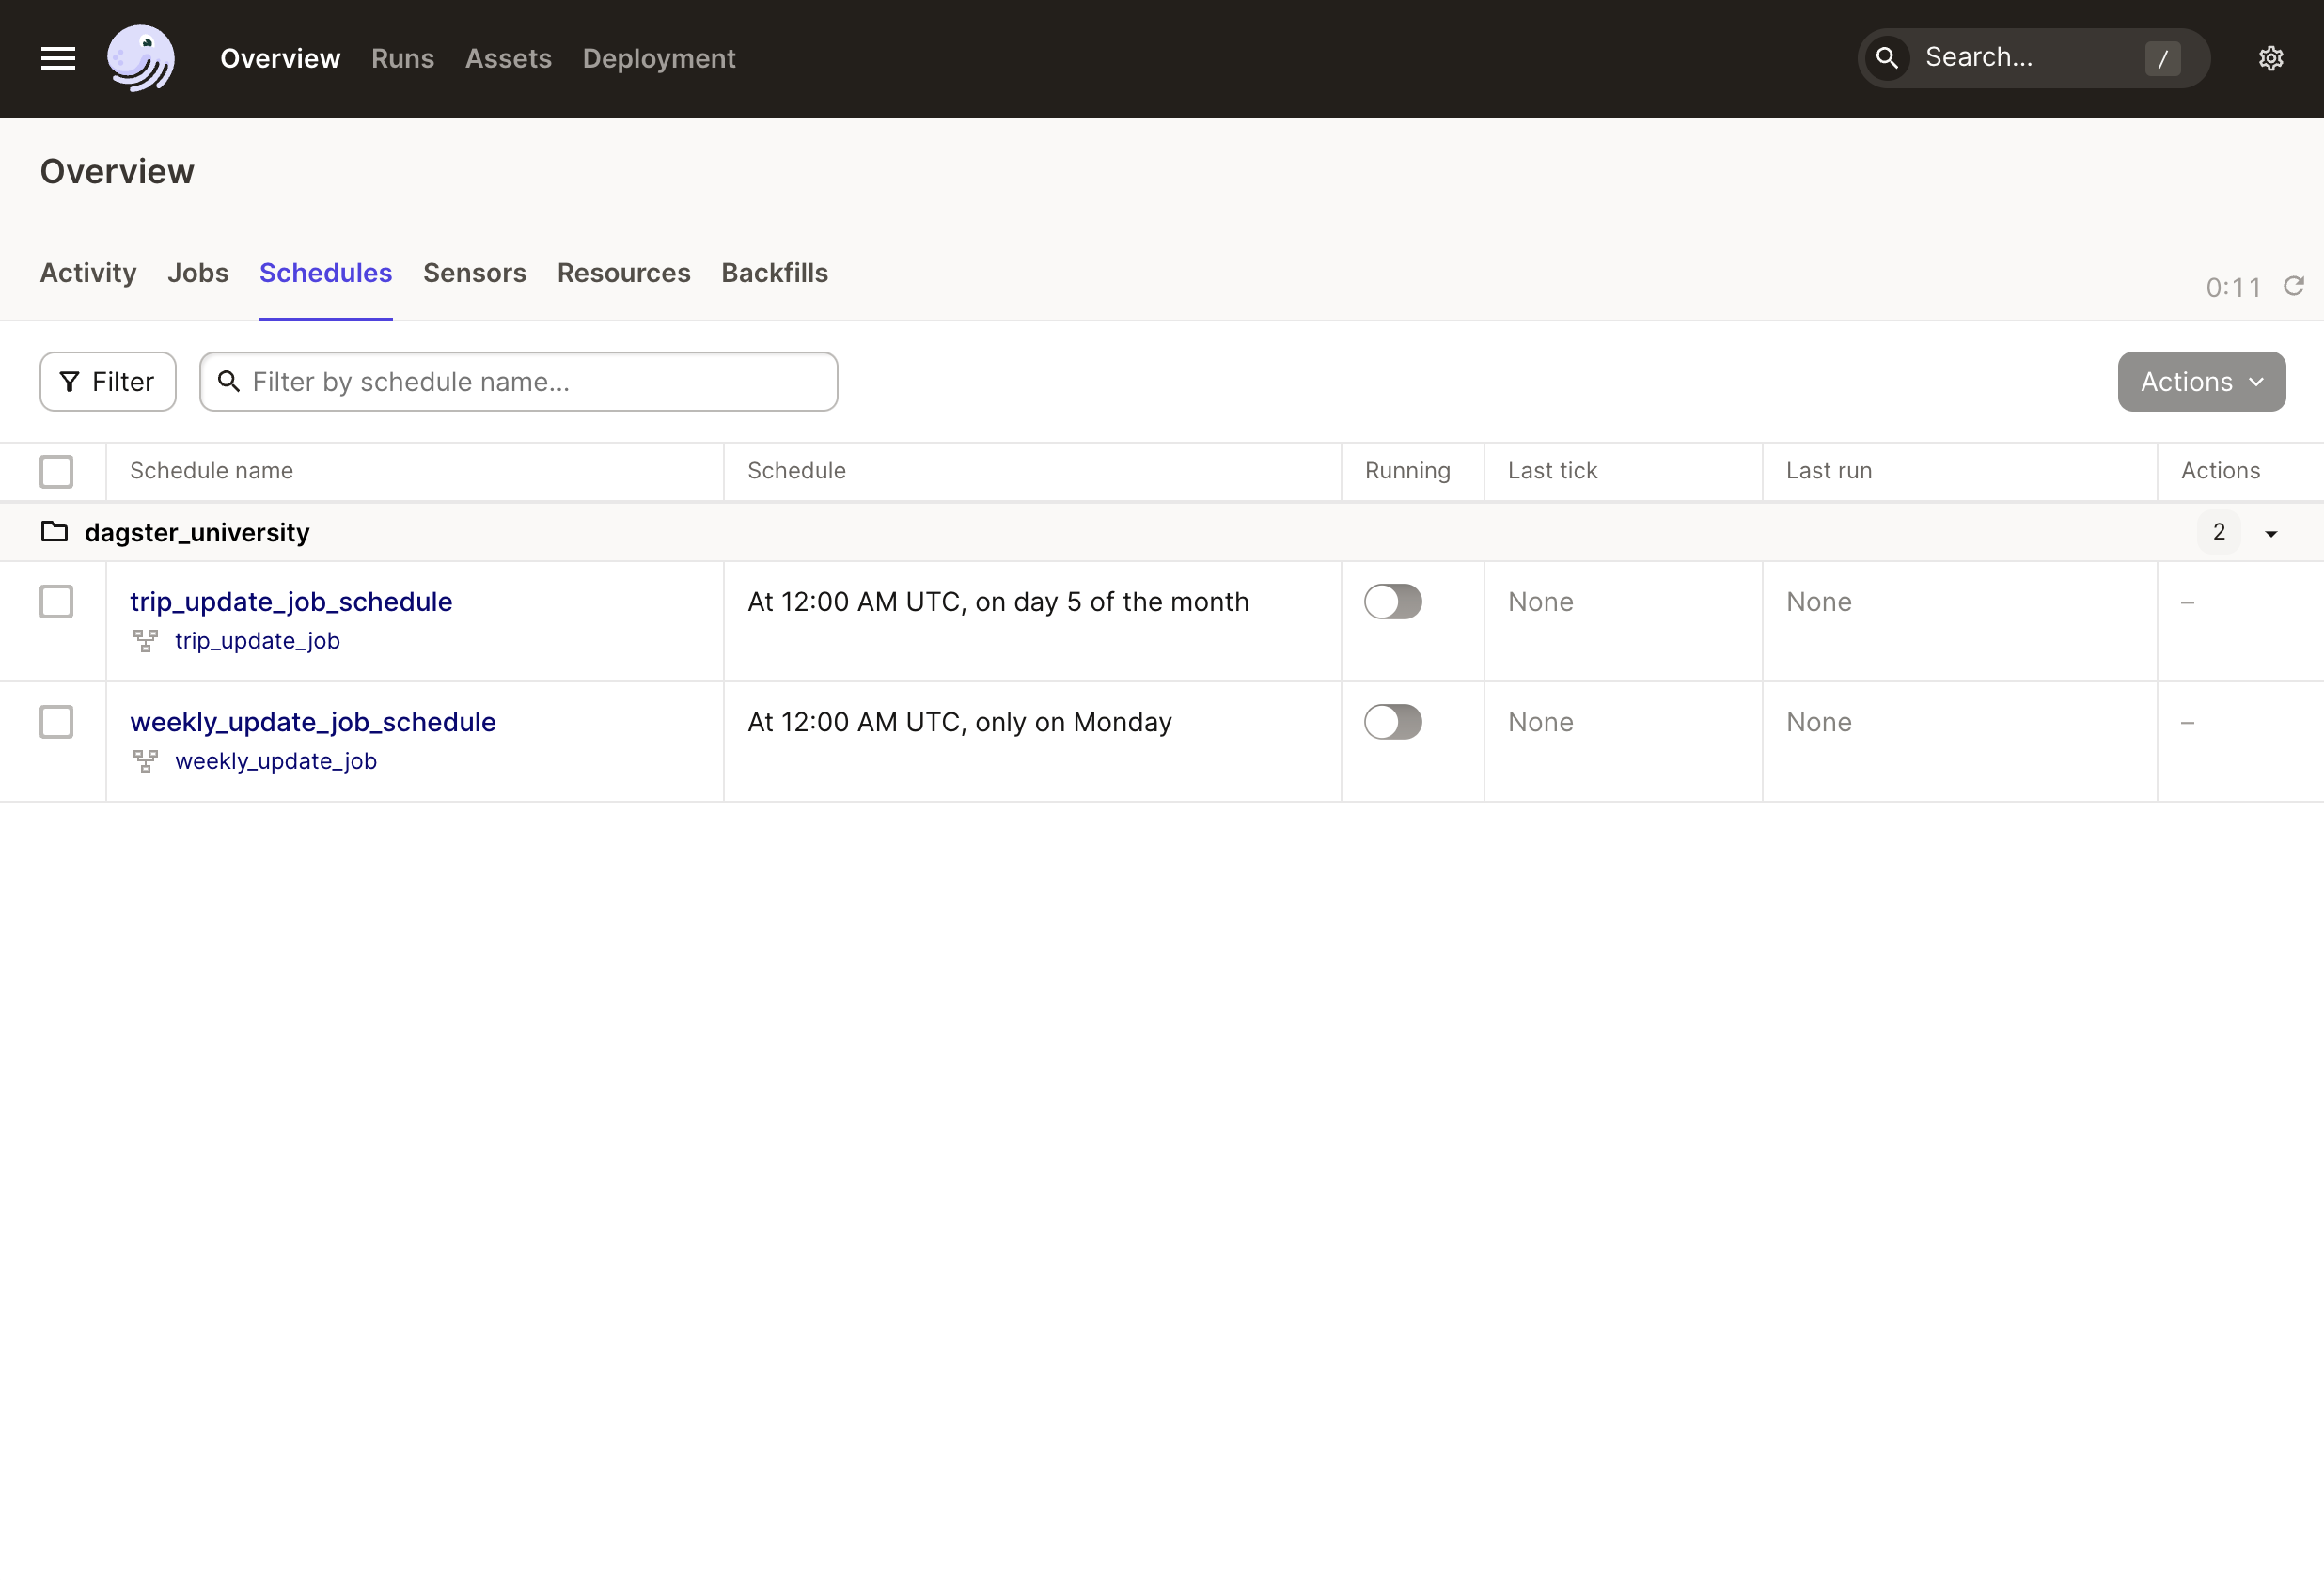 Overview Runs Assets Deployment Search... /
Overview
Activity Jobs Schedules Sensors Resources Backfills 0:11
Filter Filter by schedule name... Actions
Schedule name Schedule Running Last tick Last run Actions
dagster_university 2
trip_update_job_schedule At 12:00 AM UTC, on day 5 of the month None None –
trip_update_job
weekly_update_job_schedule At 12:00 AM UTC, only on Monday None None –
weekly_update_job